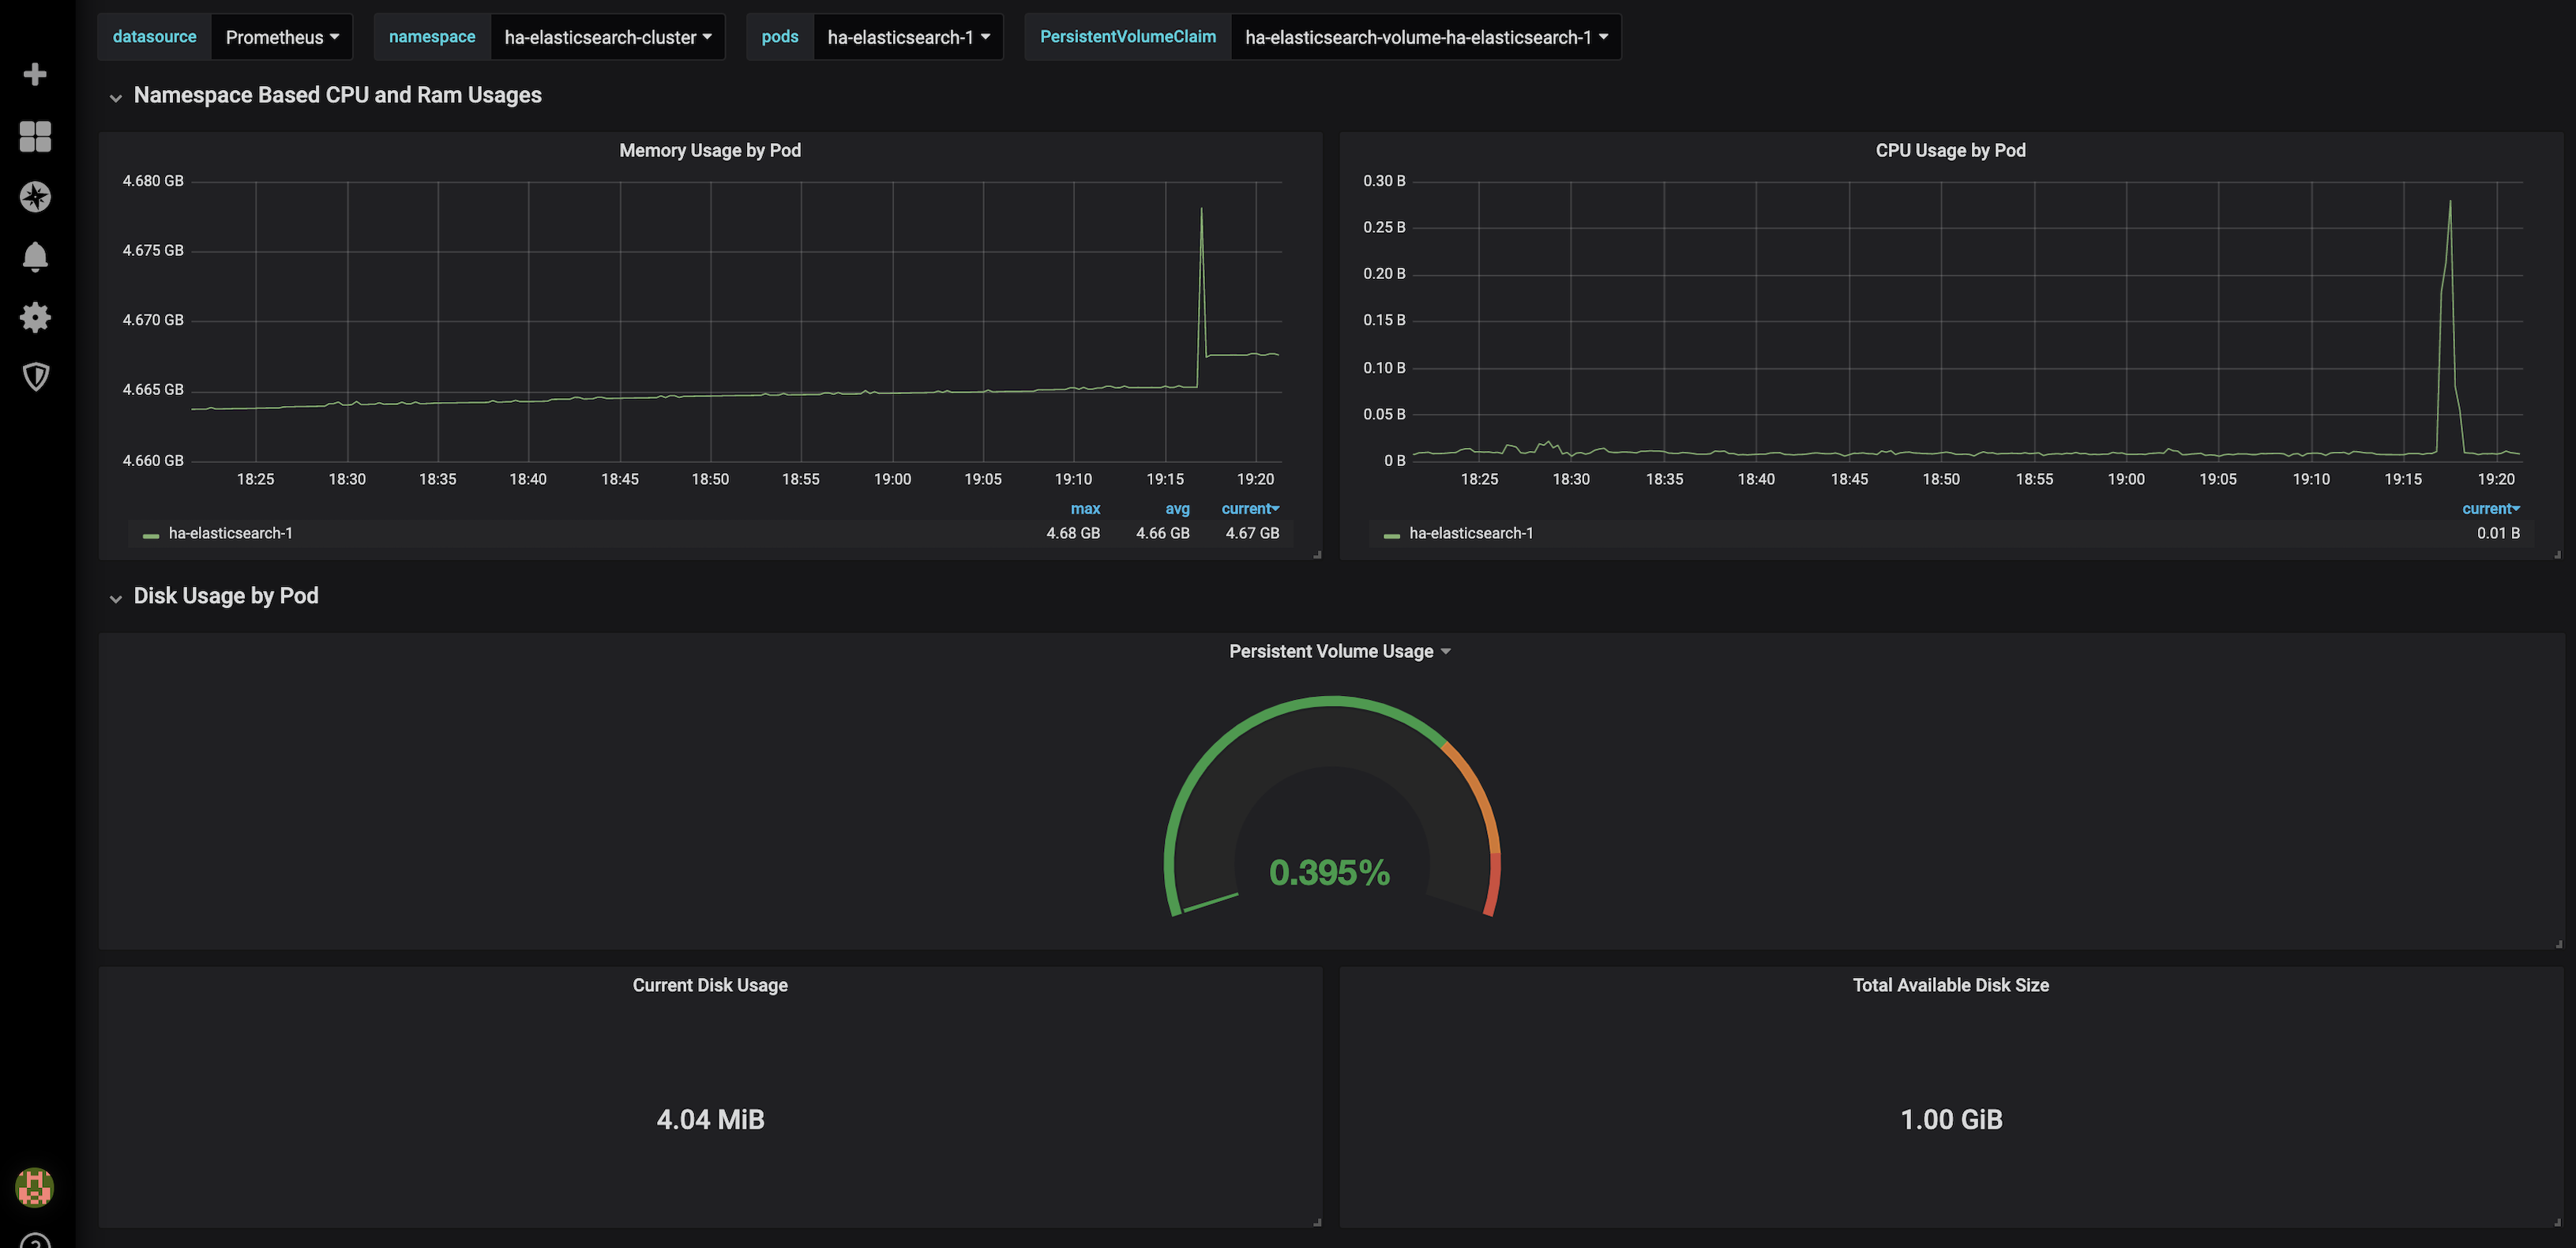 datasource Prometheus namespace ha-elasticsearch-cluster pods ha-elasticsearch-1 PersistentVolumeClaim ha-elasticsearch-volume-ha-elasticsearch-1
Namespace Based CPU and Ram Usages
Memory Usage by Pod
4.680 GB
4.675 GB
4.670 GB
4.665 GB
4.660 GB
18:25 18:30 18:35 18:40 18:45 18:50 18:55 19:00 19:05 19:10 19:15 19:20
max avg current
ha-elasticsearch-1 4.68 GB 4.66 GB 4.67 GB
CPU Usage by Pod
0.30 B
0.25 B
0.20 B
0.15 B
0.10 B
0.05 B
0 B
18:25 18:30 18:35 18:40 18:45 18:50 18:55 19:00 19:05 19:10 19:15 19:20
current
ha-elasticsearch-1 0.01 B
Disk Usage by Pod
Persistent Volume Usage
0.395%
Current Disk Usage
4.04 MiB
Total Available Disk Size
1.00 GiB